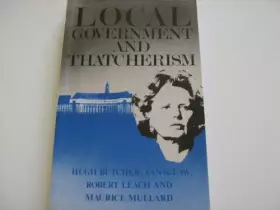 LOCAL
GOVERNMENT
AND
THATCHERISM
HUGH BUTCHER, IAN G. LAW,
ROBERT LEACH AND
MAURICE MULLARD